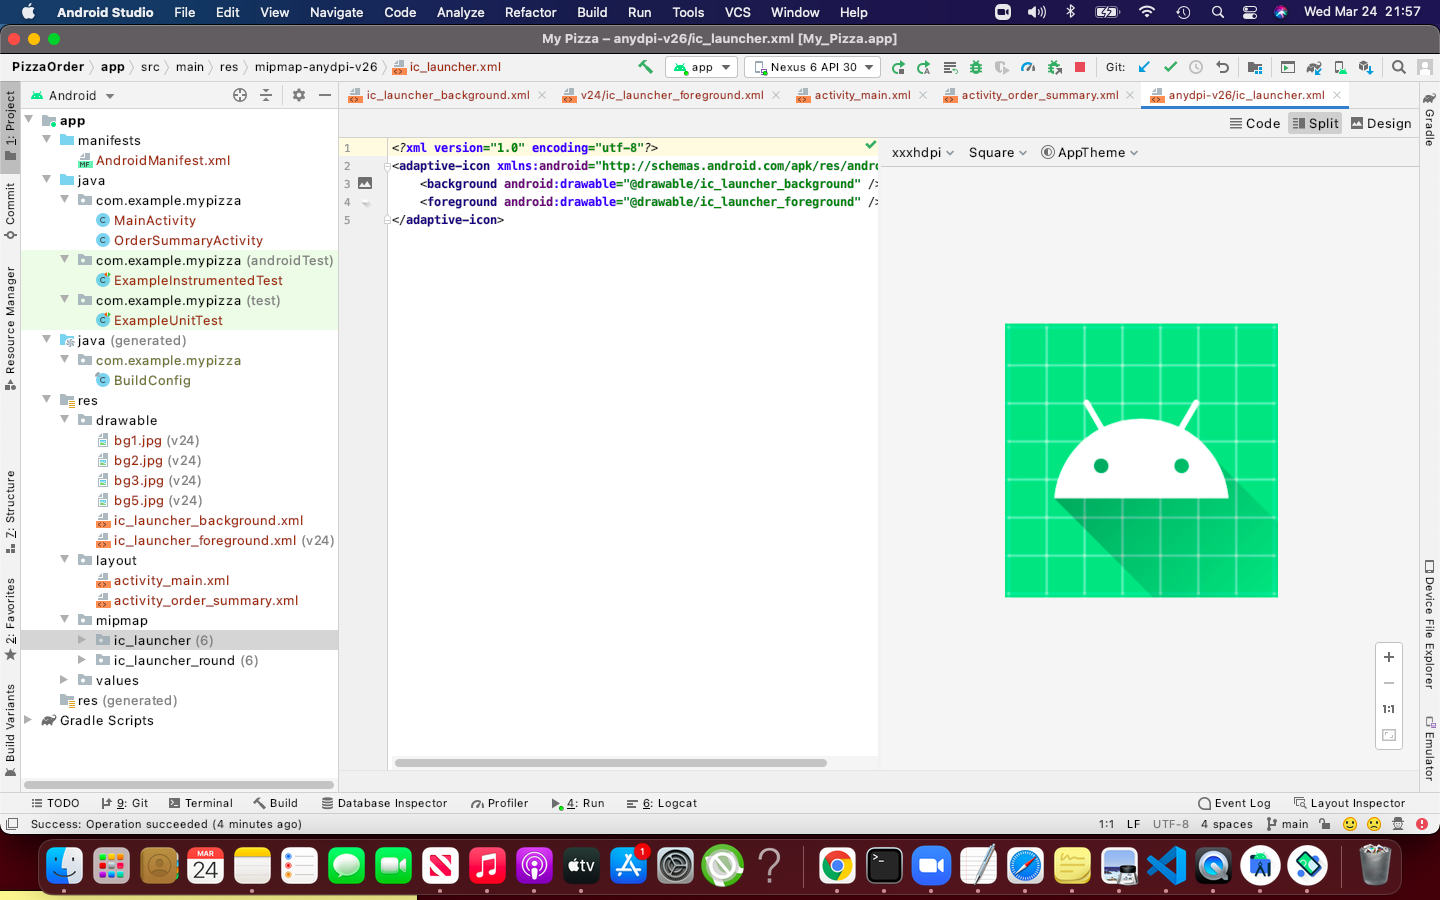 Android Studio File Edit View Navigate Code Analyze Refactor Build Run Tools VCS Window Help Wed Mar 24 21:57
My Pizza – anydpi-v26/ic_launcher.xml [My_Pizza.app]
PizzaOrder app src main res mipmap-anydpi-v26 ic_launcher.xml app Nexus 6 API 30 Git:
Android ic_launcher_background.xml v24/ic_launcher_foreground.xml activity_main.xml activity_order_summary.xml anydpi-v26/ic_launcher.xml
Code Split Design
xxxhdpi Square AppTheme
1 <?xml version="1.0" encoding="utf-8"?>
2 <adaptive-icon xmlns:android="http://schemas.android.com/apk/res/andro
3 <background android:drawable="@drawable/ic_launcher_background" />
4 <foreground android:drawable="@drawable/ic_launcher_foreground" />
5 </adaptive-icon>
app
manifests
AndroidManifest.xml
java
com.example.mypizza
MainActivity
OrderSummaryActivity
com.example.mypizza (androidTest)
ExampleInstrumentedTest
com.example.mypizza (test)
ExampleUnitTest
java (generated)
com.example.mypizza
BuildConfig
res
drawable
bg1.jpg (v24)
bg2.jpg (v24)
bg3.jpg (v24)
bg5.jpg (v24)
ic_launcher_background.xml
ic_launcher_foreground.xml (v24)
layout
activity_main.xml
activity_order_summary.xml
mipmap
ic_launcher (6)
ic_launcher_round (6)
values
res (generated)
Gradle Scripts
1: Project
Commit
Resource Manager
Z: Structure
2: Favorites
Build Variants
Gradle
Device File Explorer
Emulator
1:1
TODO 9: Git Terminal Build Database Inspector Profiler 4: Run 6: Logcat Event Log Layout Inspector
Success: Operation succeeded (4 minutes ago) 1:1 LF UTF-8 4 spaces main
MAR
24
tv
1